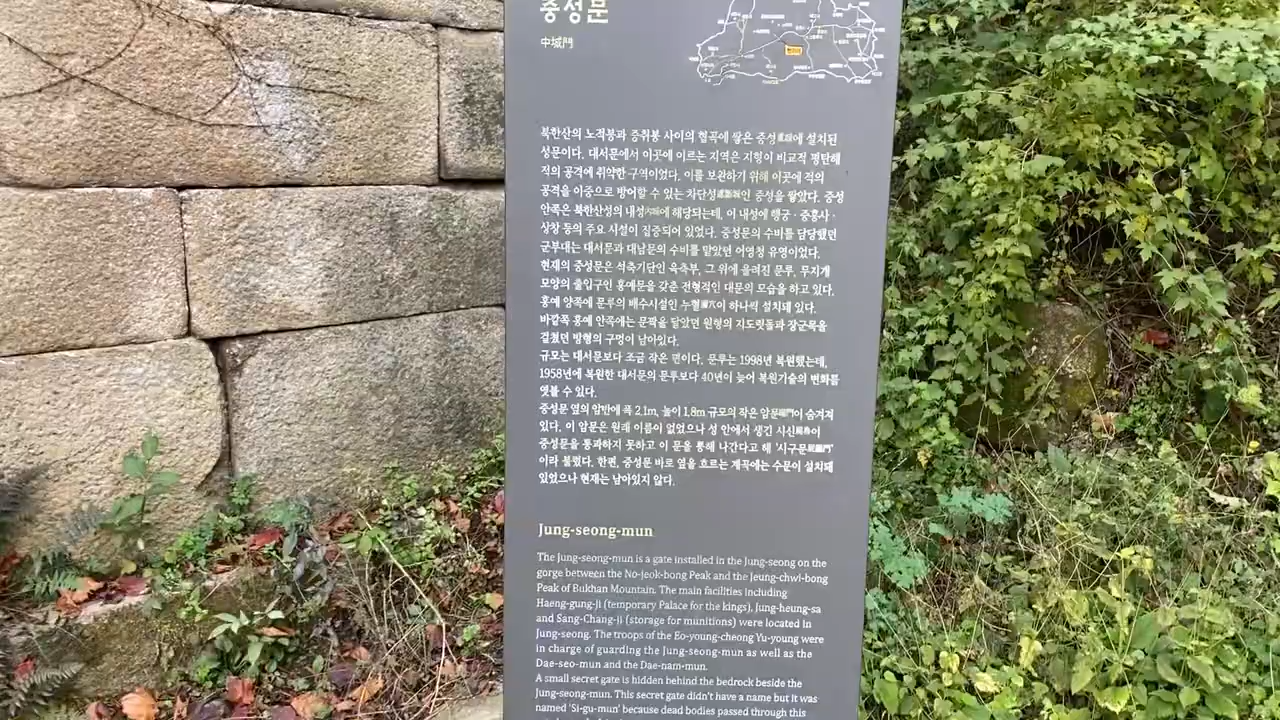 중성문
中城門
북한산의 노적봉과 증취봉 사이의 협곡에 쌓은 중성重城에 설치된
성문이다. 대서문에서 이곳에 이르는 지역은 지형이 비교적 평탄해
적의 공격에 취약한 구역이었다. 이를 보완하기 위해 이곳에 적의
공격을 이중으로 방어할 수 있는 차단성遮斷城인 중성을 쌓았다. 중성
안쪽은 북한산성의 내성內城에 해당되는데, 이 내성에 행궁·중흥사·
상창 등의 주요 시설이 집중되어 있었다. 중성문의 수비를 담당했던
군부대는 대서문과 대남문의 수비를 맡았던 어영청 유영이었다.
현재의 중성문은 석축기단인 육축부, 그 위에 올려진 문루, 무지개
모양의 출입구인 홍예문을 갖춘 전형적인 대문의 모습을 하고 있다.
홍예 양쪽에 문루의 배수시설인 누혈漏穴이 하나씩 설치돼 있다.
바깥쪽 홍예 안쪽에는 문짝을 달았던 원형의 지도릿돌과 장군목을
걸쳤던 방형의 구멍이 남아있다.
규모는 대서문보다 조금 작은 편이다. 문루는 1998년 복원했는데,
1958년에 복원한 대서문의 문루보다 40년이 늦어 복원기술의 변화를
엿볼 수 있다.
중성문 옆의 암반에 폭 2.1m, 높이 1.8m 규모의 작은 암문暗門이 숨겨져
있다. 이 암문은 원래 이름이 없었으나 성 안에서 생긴 시신屍身이
중성문을 통과하지 못하고 이 문을 통해 나간다고 해 '시구문屍軀門'
이라 불렀다. 한편, 중성문 바로 옆을 흐르는 계곡에는 수문이 설치돼
있었으나 현재는 남아있지 않다.
Jung-seong-mun
The Jung-seong-mun is a gate installed in the Jung-seong on the
gorge between the No-jeok-bong Peak and the Jeung-chwi-bong
Peak of Bukhan Mountain. The main facilities including
Haeng-gung-ji (temporary Palace for the kings), Jung-heung-sa
and Sang-Chang-ji (storage for munitions) were located in
Jung-seong. The troops of the Eo-young-cheong Yu-young were
in charge of guarding the Jung-seong-mun as well as the
Dae-seo-mun and the Dae-nam-mun.
A small secret gate is hidden behind the bedrock beside the
Jung-seong-mun. This secret gate didn't have a name but it was
named 'Si-gu-mun' because dead bodies passed through this